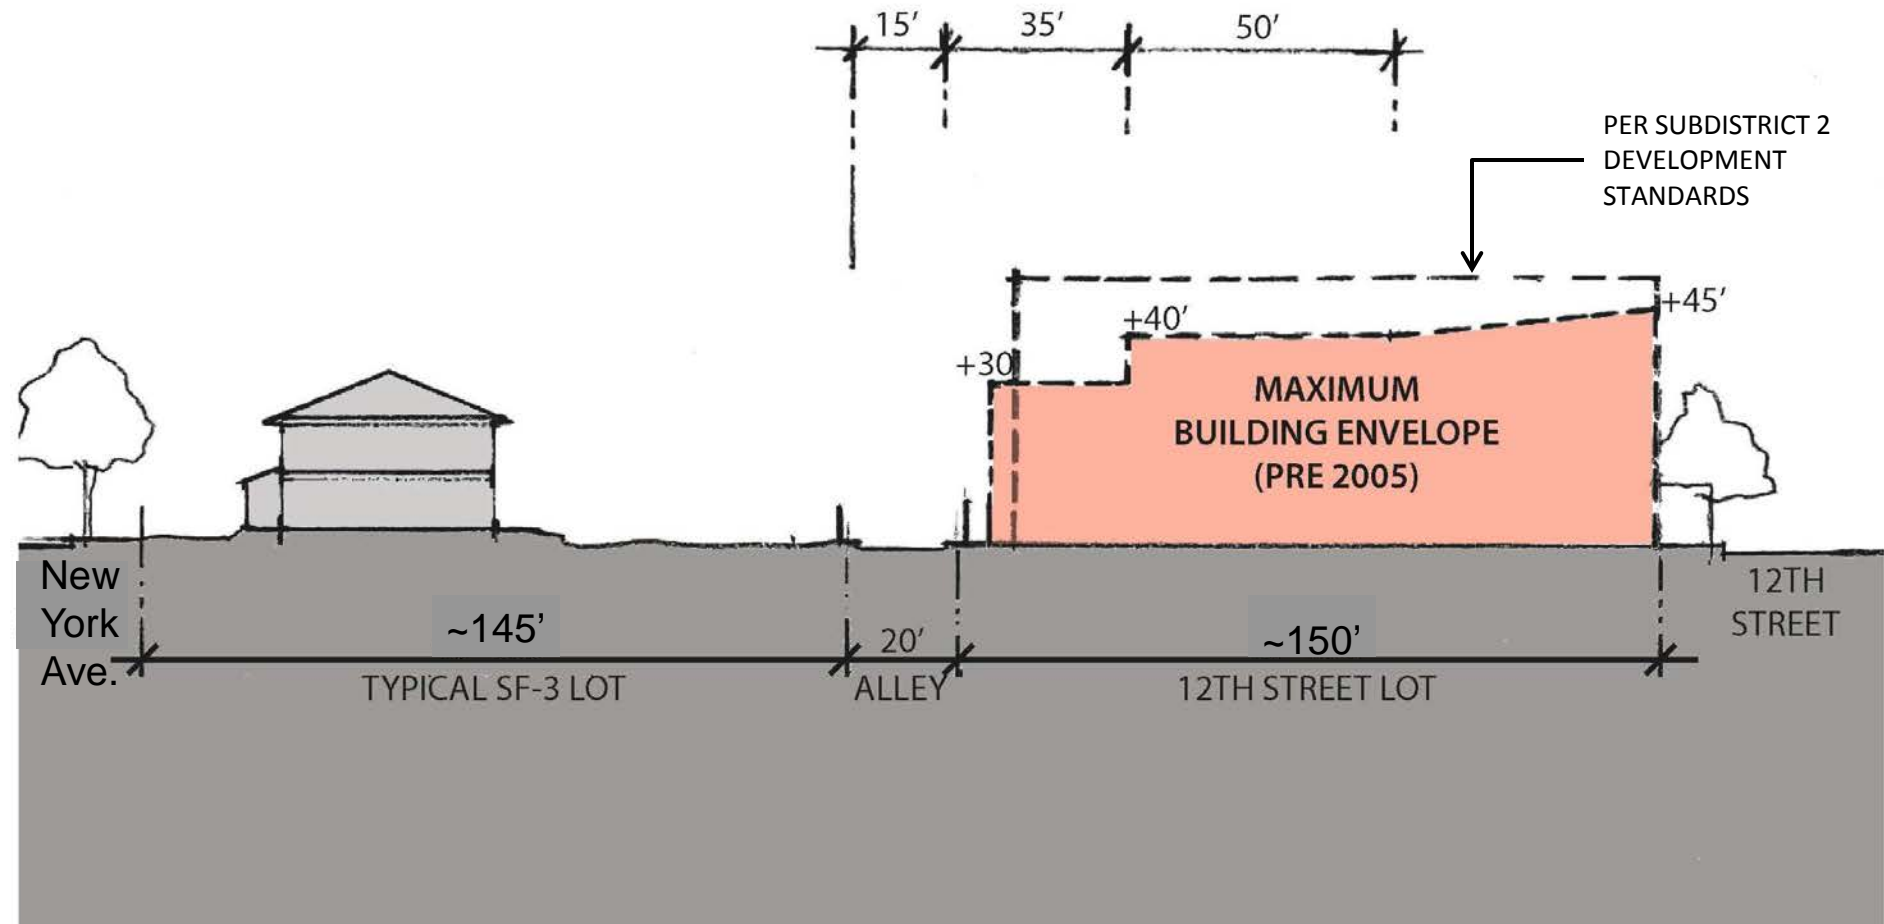 15’
35’
50’
PER SUBDISTRICT 2
DEVELOPMENT
STANDARDS
+45’
+40’
+30
MAXIMUM
BUILDING ENVELOPE
(PRE 2005)
New
York
Ave.
~145’
20’
~150’
12TH
STREET
TYPICAL SF-3 LOT
ALLEY
12TH STREET LOT